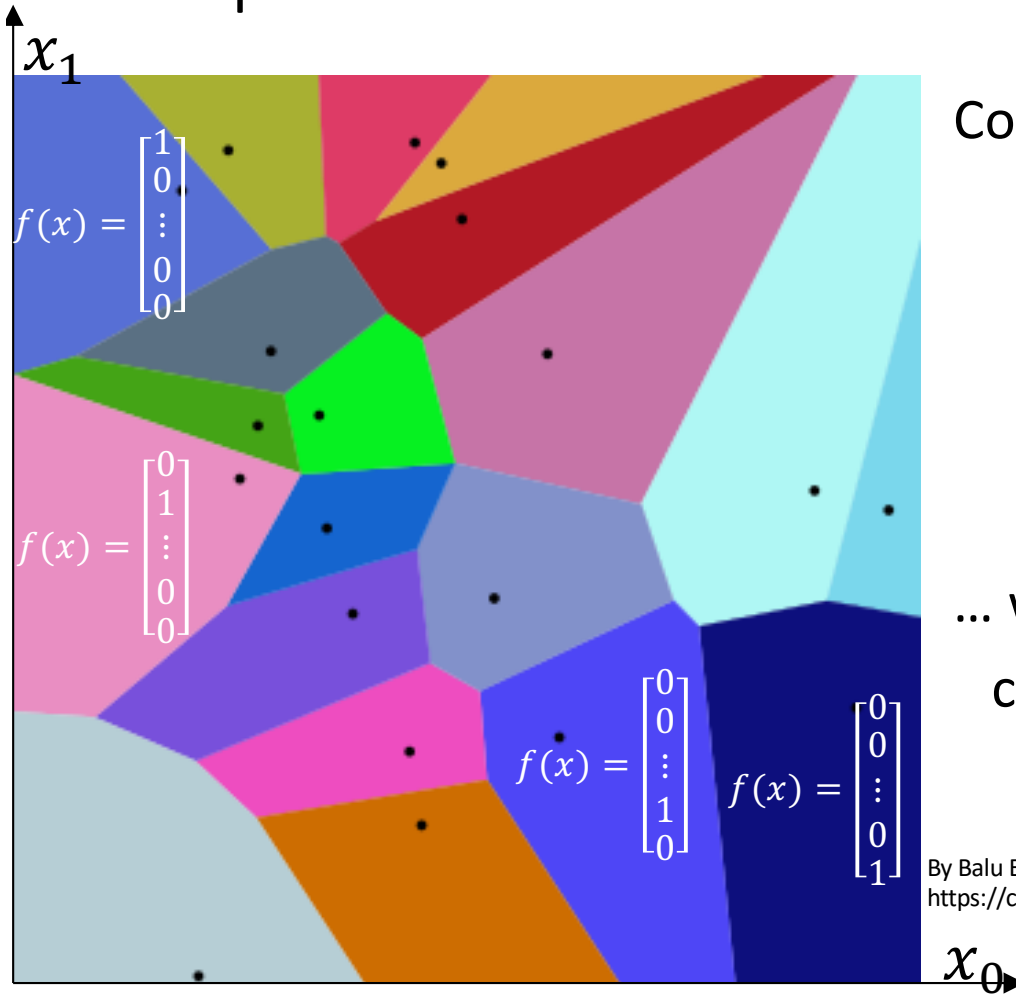 x₁
Co
f(x) = [1 0 ⋮ 0 0]
f(x) = [0 1 ⋮ 0 0]
... 
c
f(x) = [0 0 ⋮ 1 0]
f(x) = [0 0 ⋮ 0 1]
By Balu
https://c
x₀